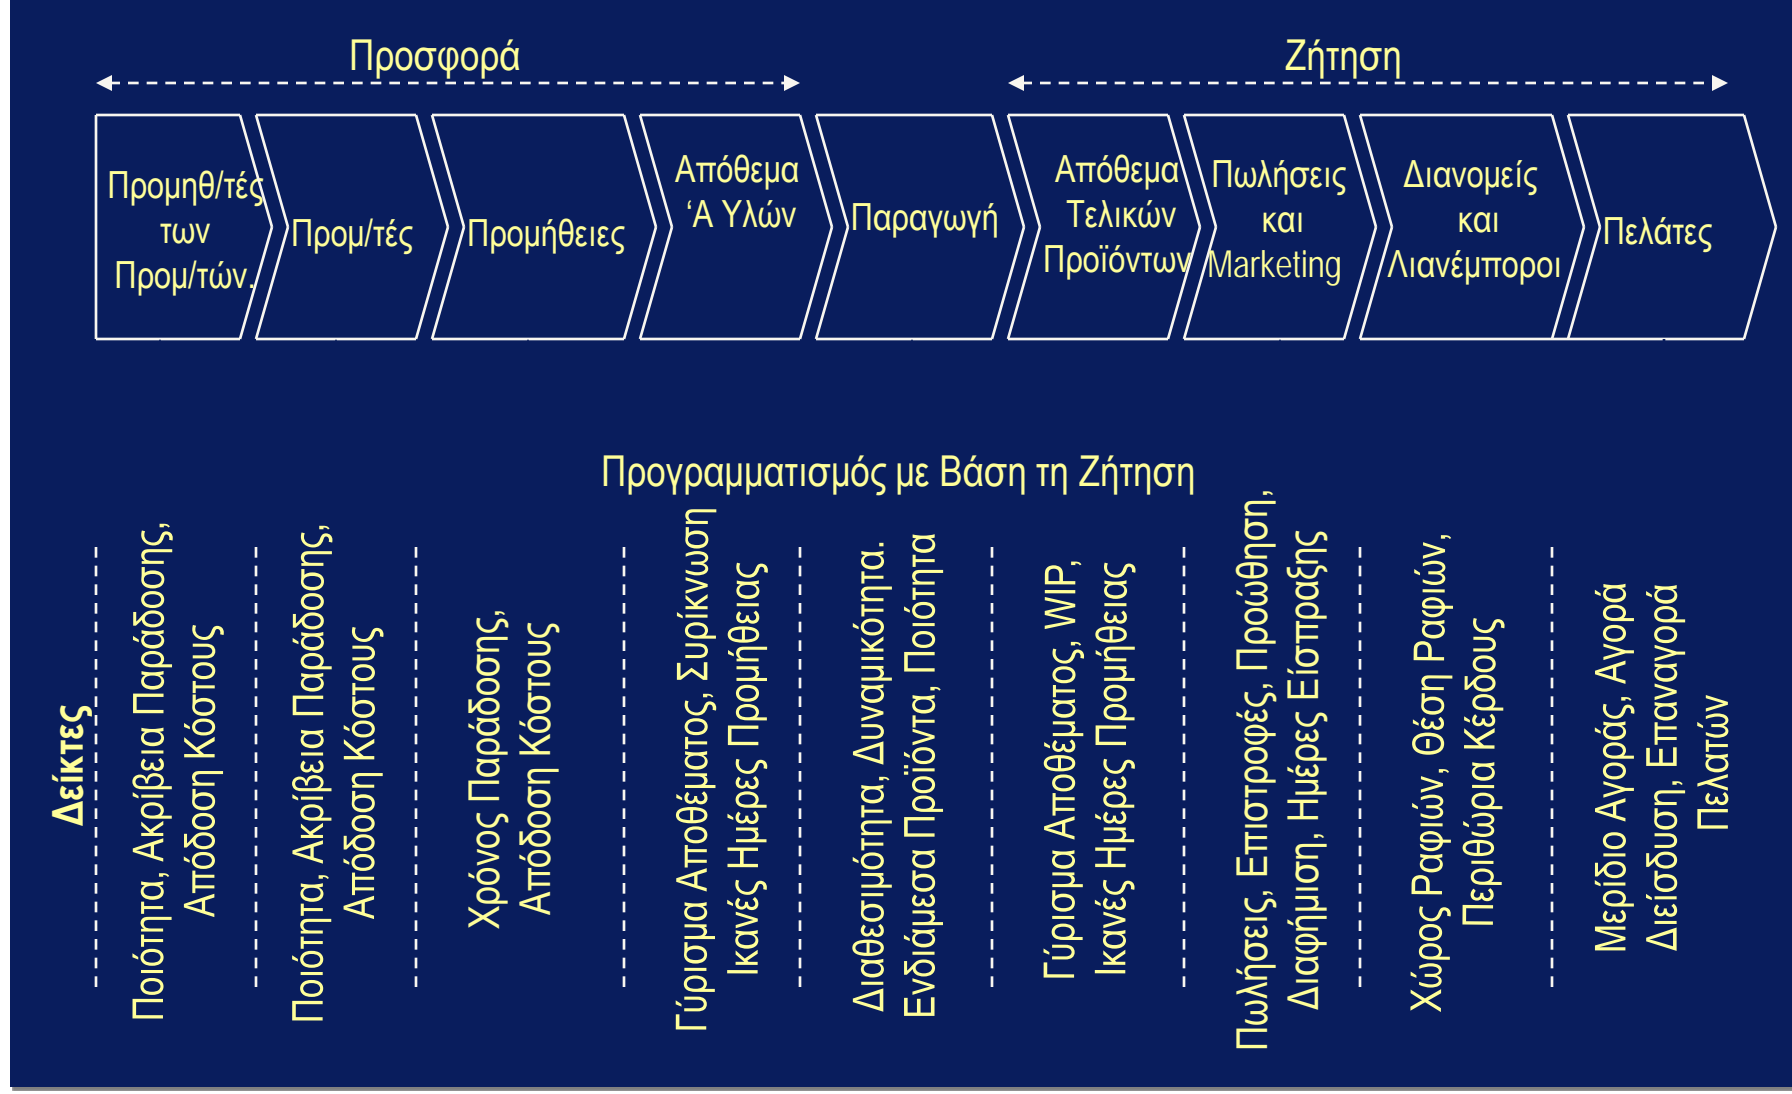 Προσφορά
Ζήτηση
Προμηθ/τές
των
Προμ/τών.
Προμ/τές
Προμήθειες
Απόθεμα
‘Α Υλών
Παραγωγή
Απόθεμα
Τελικών
Προϊόντων
Πωλήσεις
και
Marketing
Διανομείς
και
Λιανέμποροι
Πελάτες
Προγραμματισμός με Βάση τη Ζήτηση
Δείκτες
Ποιότητα, Ακρίβεια Παράδοσης,
Απόδοση Κόστους
Ποιότητα, Ακρίβεια Παράδοσης,
Απόδοση Κόστους
Χρόνος Παράδοσης,
Απόδοση Κόστους
Γύρισμα Αποθέματος, Συρίκνωση
Ικανές Ημέρες Προμήθειας
Διαθεσιμότητα, Δυναμικότητα.
Ενδιάμεσα Προϊόντα, Ποιότητα
Γύρισμα Αποθέματος, WIP,
Ικανές Ημέρες Προμήθειας
Πωλήσεις, Επιστροφές, Προώθηση,
Διαφήμιση, Ημέρες Είσπραξης
Χώρος Ραφιών, Θέση Ραφιών,
Περιθώρια Κέρδους
Μερίδιο Αγοράς, Αγορά
Διείσδυση, Επαναγορά
Πελατών